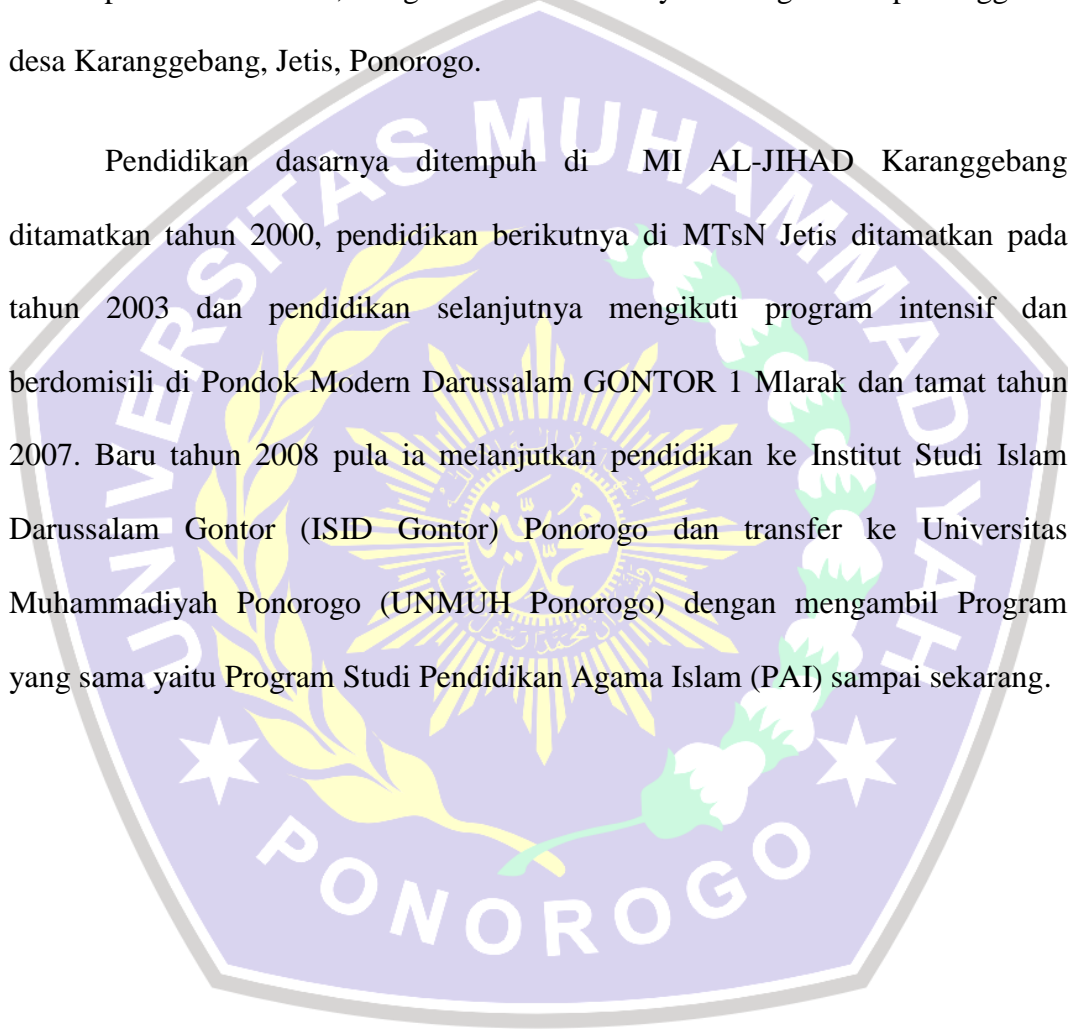 desa Karanggebang, Jetis, Ponorogo.
Pendidikan dasarnya ditempuh di MI AL-JIHAD Karanggebang
ditamatkan tahun 2000, pendidikan berikutnya di MTsN Jetis ditamatkan pada
tahun 2003 dan pendidikan selanjutnya mengikuti program intensif dan
berdomisili di Pondok Modern Darussalam GONTOR 1 Mlarak dan tamat tahun
2007. Baru tahun 2008 pula ia melanjutkan pendidikan ke Institut Studi Islam
Darussalam Gontor (ISID Gontor) Ponorogo dan transfer ke Universitas
Muhammadiyah Ponorogo (UNMUH Ponorogo) dengan mengambil Program
yang sama yaitu Program Studi Pendidikan Agama Islam (PAI) sampai sekarang.
UNIVERSITAS MUHAMMADIYAH
PONOROGO
محمدية